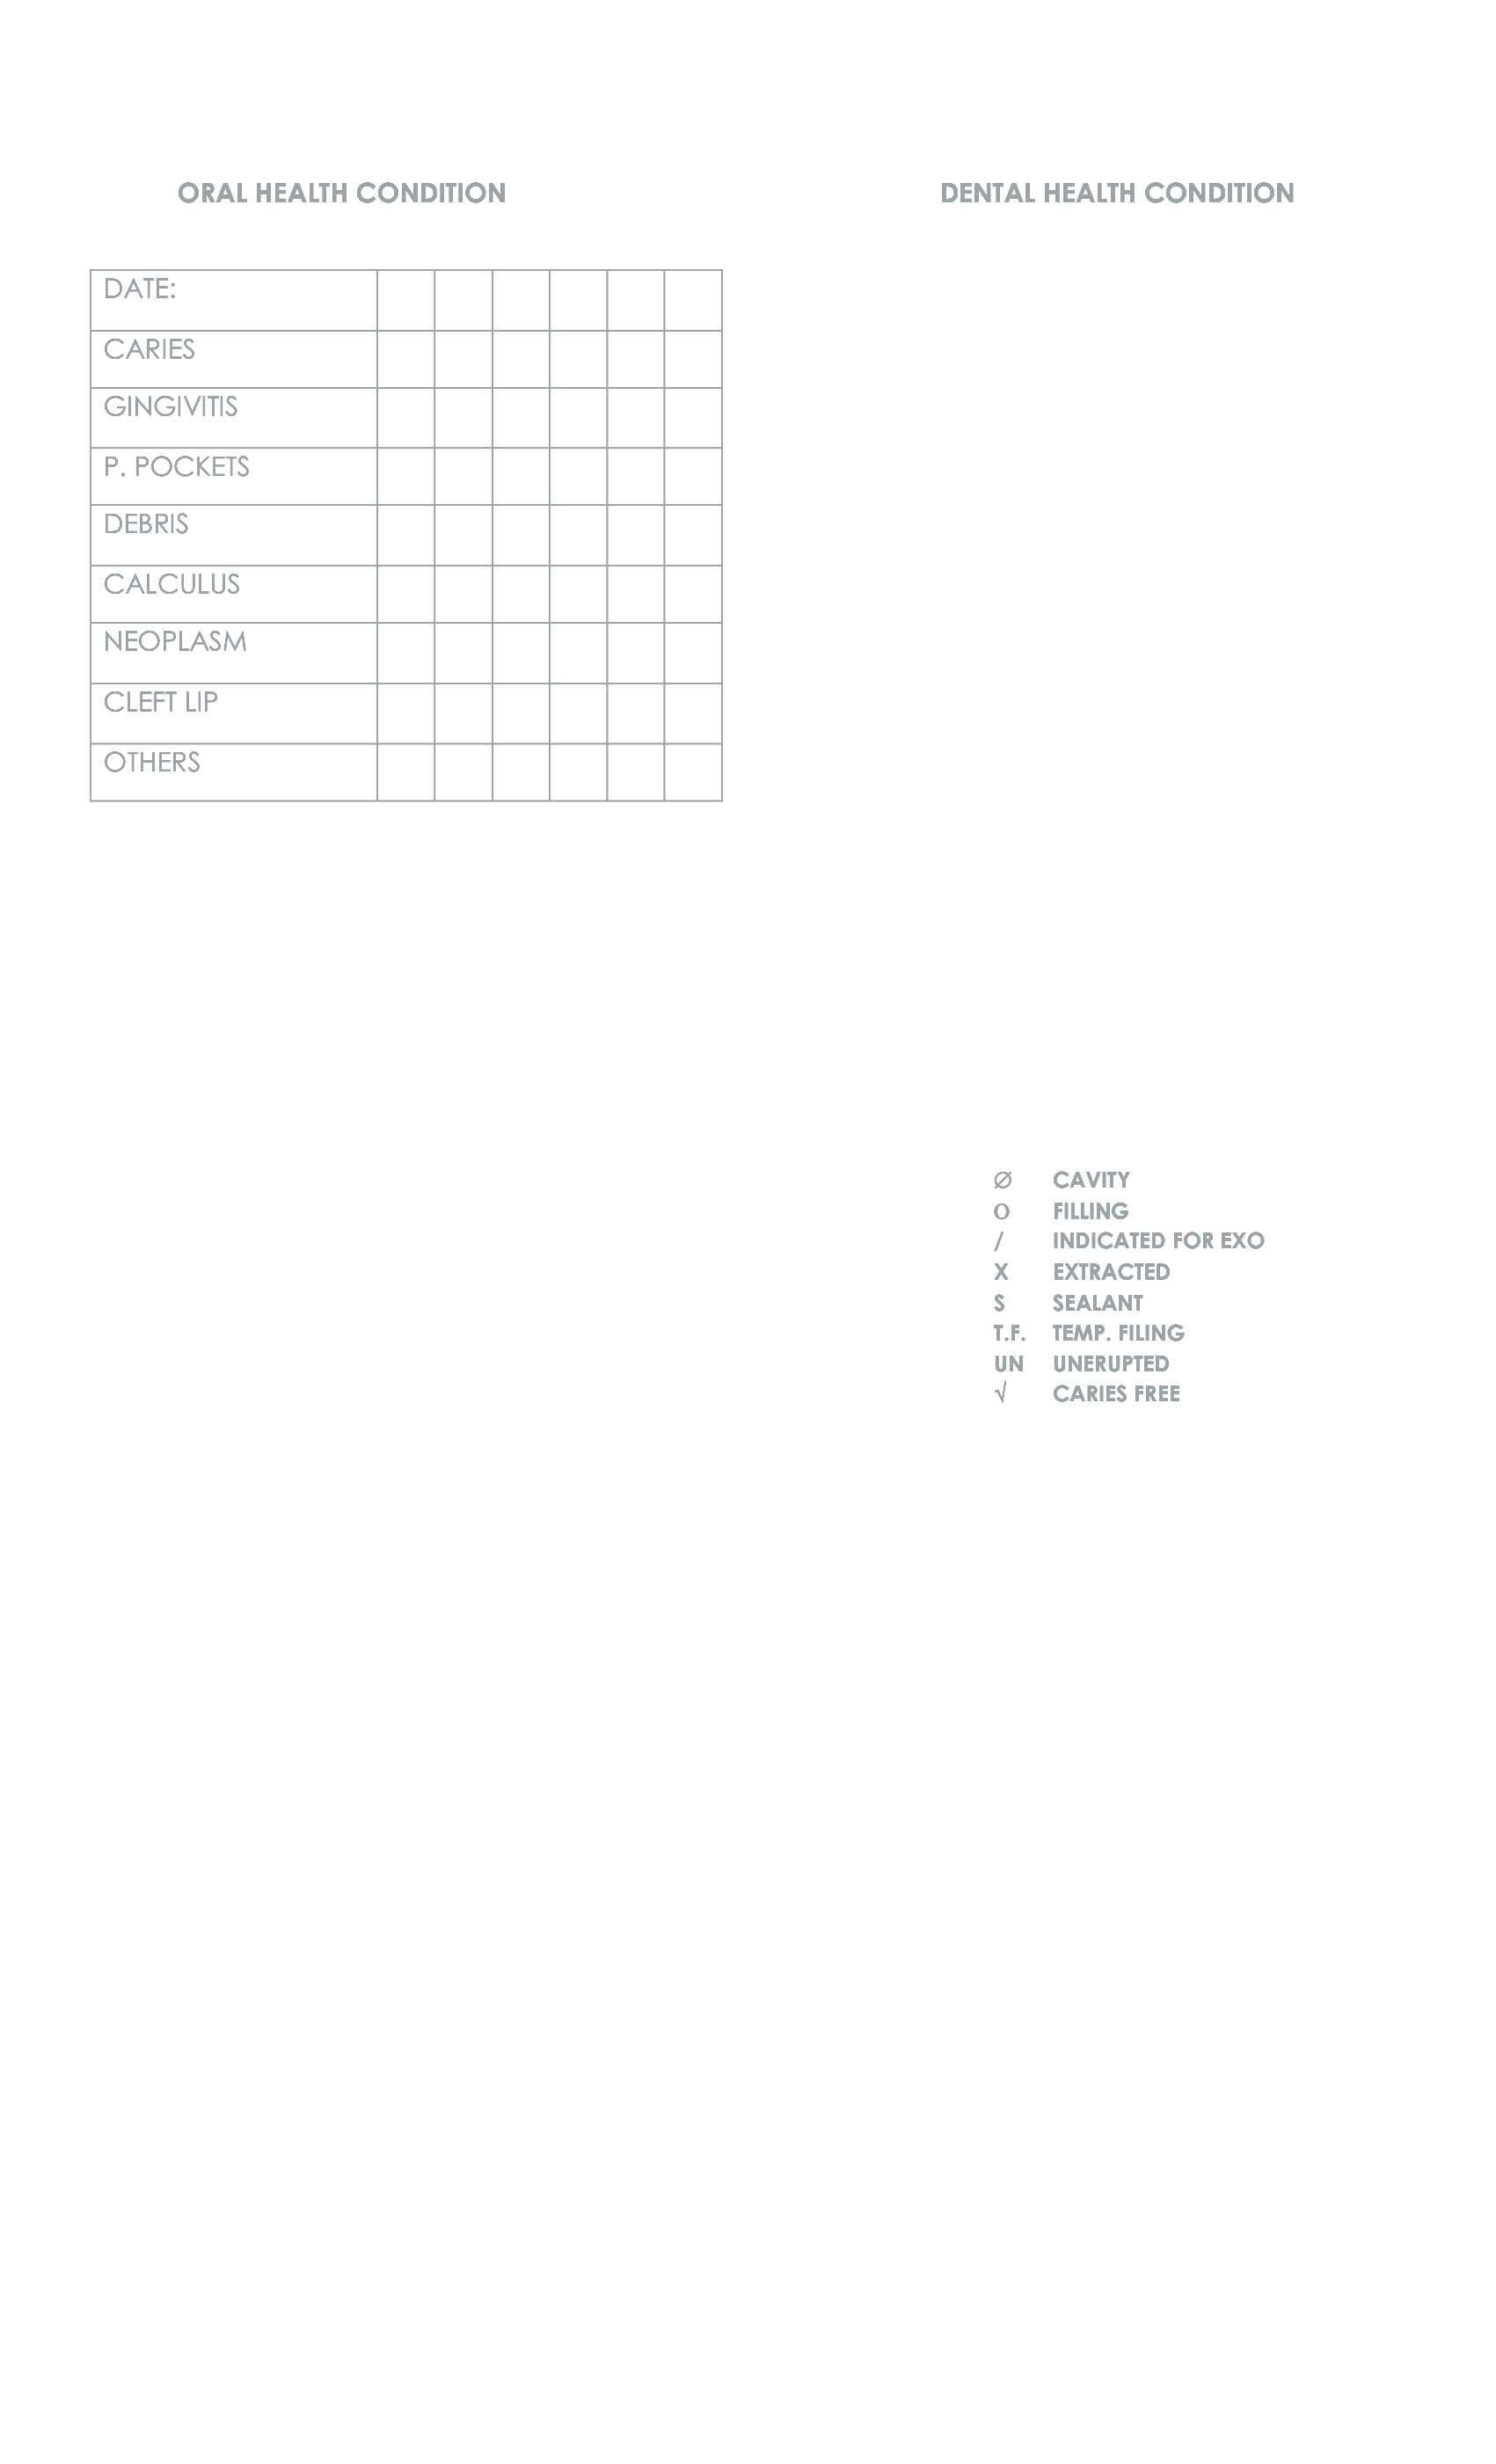 ORAL HEALTH CONDITION
DENTAL HEALTH CONDITION
DATE:
CARIES
GINGIVITIS
P. POCKETS
DEBRIS
CALCULUS
NEOPLASM
CLEFT LIP
OTHERS
∅ CAVITY
O FILLING
/ INDICATED FOR EXO
X EXTRACTED
S SEALANT
T.F. TEMP. FILING
UN UNERUPTED
√ CARIES FREE